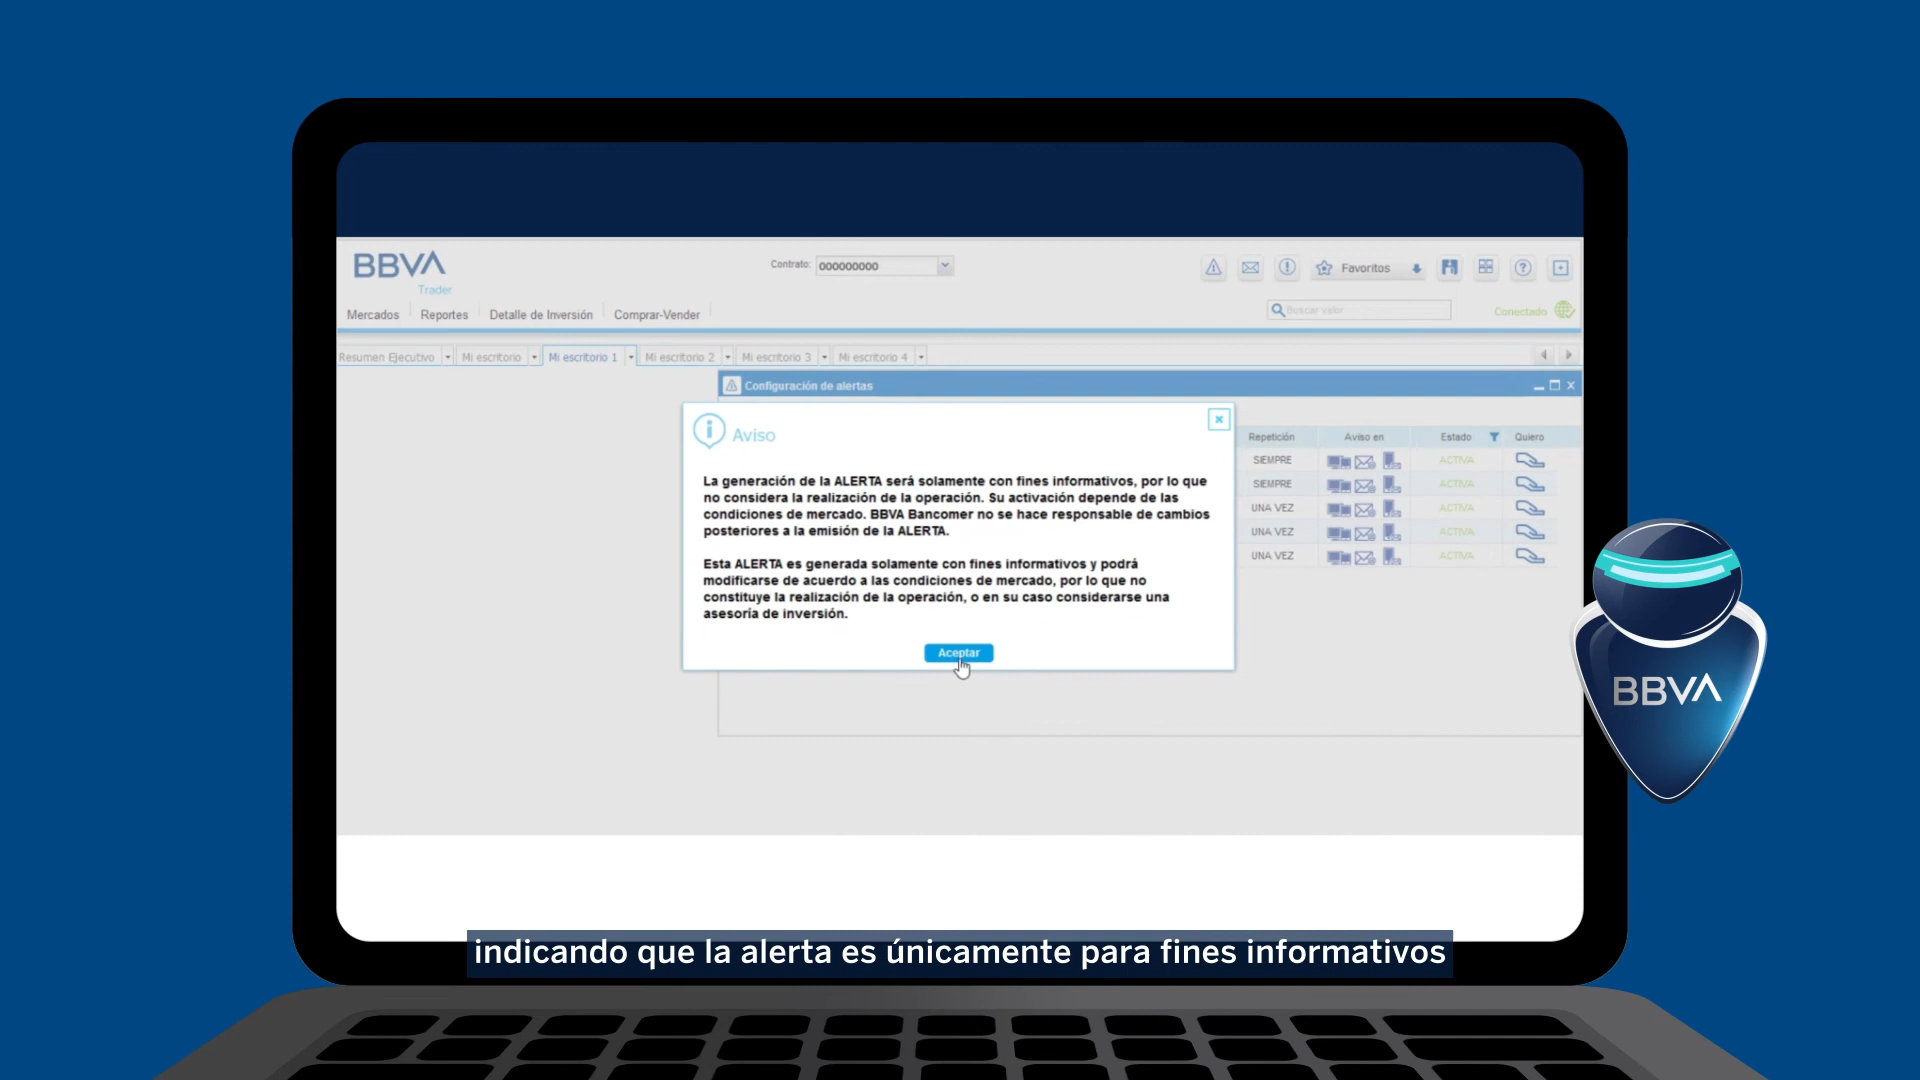 BBVA
Trader
Contrato: 000000000
Favoritos
Mercados Reportes Detalle de Inversión Comprar-Vender
Buscar valor
Conectado
Resumen Ejecutivo Mi escritorio Mi escritorio 1 Mi escritorio 2 Mi escritorio 3 Mi escritorio 4
Configuración de alertas
Aviso
La generación de la ALERTA será solamente con fines informativos, por lo que
no considera la realización de la operación. Su activación depende de las
condiciones de mercado. BBVA Bancomer no se hace responsable de cambios
posteriores a la emisión de la ALERTA.
Esta ALERTA es generada solamente con fines informativos y podrá
modificarse de acuerdo a las condiciones de mercado, por lo que no
constituye la realización de la operación, o en su caso considerarse una
asesoría de inversión.
Aceptar
Repetición Aviso en Estado Quiero
SIEMPRE ACTIVA
SIEMPRE ACTIVA
UNA VEZ ACTIVA
UNA VEZ ACTIVA
UNA VEZ ACTIVA
BBVA
indicando que la alerta es únicamente para fines informativos